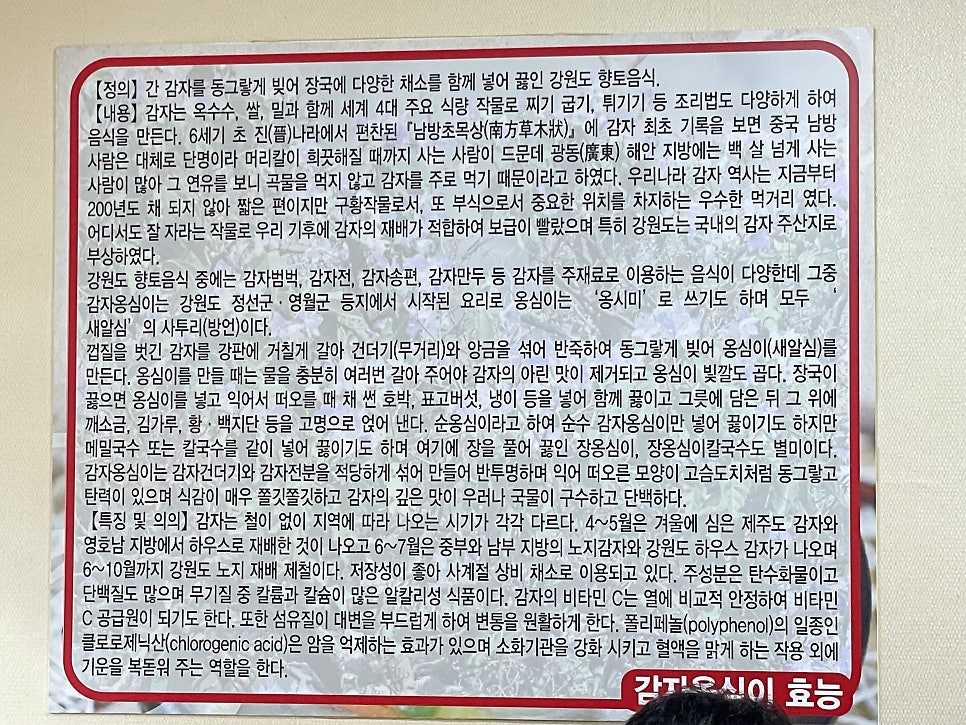 【정의】 간 감자를 동그랗게 빚어 장국에 다양한 채소를 함께 넣어 끓인 강원도 향토음식.
【내용】 감자는 옥수수, 쌀, 밀과 함께 세계 4대 주요 식량 작물로 찌기 굽기, 튀기기 등 조리법도 다양하게 하여
음식을 만든다. 6세기 초 진(晉)나라에서 편찬된 『남방초목상(南方草木狀)』에 감자 최초 기록을 보면 중국 남방
사람은 대체로 단명이라 머리칼이 희끗해질 때까지 사는 사람이 드문데 광동(廣東) 해안 지방에는 백 살 넘게 사는
사람이 많아 그 연유를 보니 곡물을 먹지 않고 감자를 주로 먹기 때문이라고 하였다. 우리나라 감자 역사는 지금부터
200년도 채 되지 않아 짧은 편이지만 구황작물로서, 또 부식으로서 중요한 위치를 차지하는 우수한 먹거리 였다.
어디서도 잘 자라는 작물로 우리 기후에 감자의 재배가 적합하여 보급이 빨랐으며 특히 강원도는 국내의 감자 주산지로
부상하였다.
강원도 향토음식 중에는 감자범벅, 감자전, 감자송편, 감자만두 등 감자를 주재료로 이용하는 음식이 다양한데 그중
감자옹심이는 강원도 정선군·영월군 등지에서 시작된 요리로 옹심이는 '옹시미'로 쓰기도 하며 모두 '
새알심'의 사투리(방언)이다.
껍질을 벗긴 감자를 강판에 거칠게 갈아 건더기(무거리)와 앙금을 섞어 반죽하여 동그랗게 빚어 옹심이(새알심)를
만든다. 옹심이를 만들 때는 물을 충분히 여러번 갈아 주어야 감자의 아린 맛이 제거되고 옹심이 빛깔도 곱다. 장국이
끓으면 옹심이를 넣고 익어서 떠오를 때 채 썬 호박, 표고버섯, 냉이 등을 넣어 함께 끓이고 그릇에 담은 뒤 그 위에
깨소금, 김가루, 황·백지단 등을 고명으로 얹어 낸다. 순옹심이라고 하여 순수 감자옹심이만 넣어 끓이기도 하지만
메밀국수 또는 칼국수를 같이 넣어 끓이기도 하며 여기에 장을 풀어 끓인 장옹심이, 장옹심이칼국수도 별미이다.
감자옹심이는 감자건더기와 감자전분을 적당하게 섞어 만들어 반투명하며 익어 떠오른 모양이 고슴도치처럼 동그랗고
탄력이 있으며 식감이 매우 쫄깃쫄깃하고 감자의 깊은 맛이 우러나 국물이 구수하고 단백하다.
【특징 및 의의】 감자는 철이 없이 지역에 따라 나오는 시기가 각각 다르다. 4~5월은 겨울에 심은 제주도 감자와
영호남 지방에서 하우스로 재배한 것이 나오고 6~7월은 중부와 남부 지방의 노지감자와 강원도 하우스 감자가 나오며
6~10월까지 강원도 노지 재배 제철이다. 저장성이 좋아 사계절 상비 채소로 이용되고 있다. 주성분은 탄수화물이고
단백질도 많으며 무기질 중 칼륨과 칼슘이 많은 알칼리성 식품이다. 감자의 비타민 C는 열에 비교적 안정하여 비타민
C 공급원이 되기도 한다. 또한 섬유질이 대변을 부드럽게 하여 변통을 원활하게 한다. 폴리페놀(polyphenol)의 일종인
클로로제닉산(chlorogenic acid)은 암을 억제하는 효과가 있으며 소화기관을 강화 시키고 혈액을 맑게 하는 작용 외에
기운을 복돋워 주는 역할을 한다.
감자옹심이 효능